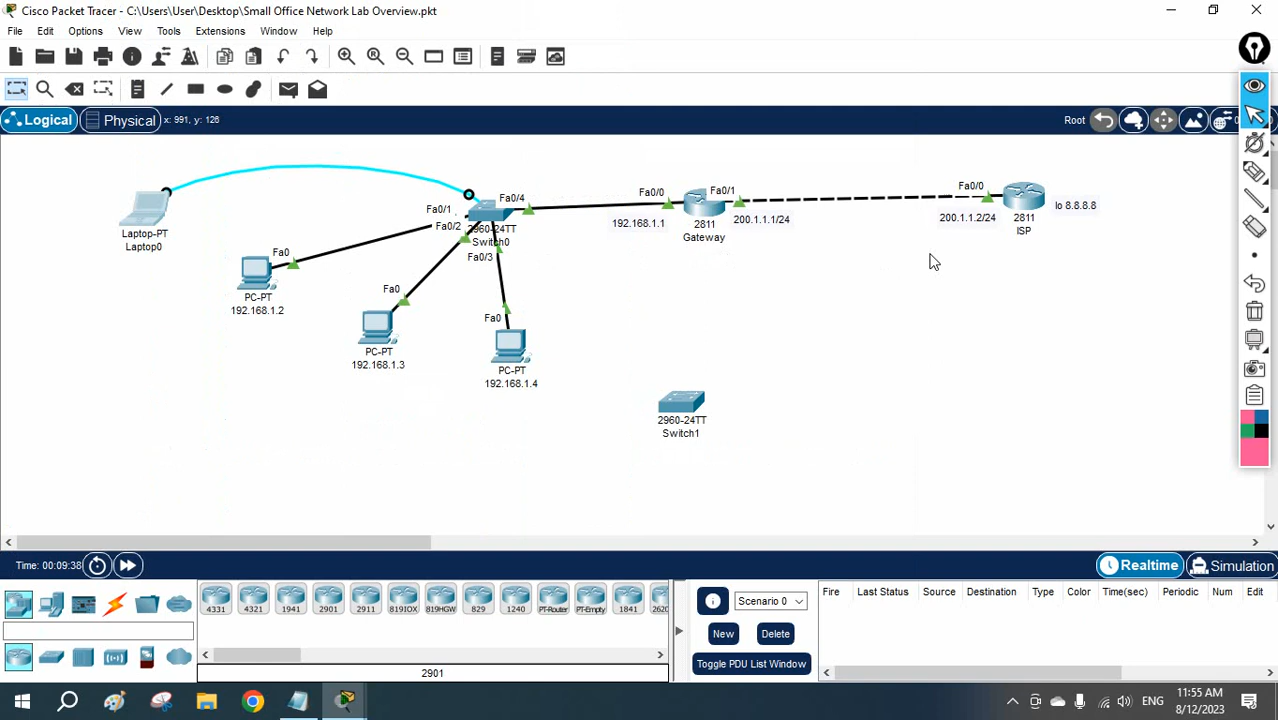 Cisco Packet Tracer - C:\Users\User\Desktop\Small Office Network Lab Overview.pkt
File Edit Options View Tools Extensions Window Help
Logical Physical x: 991, y: 128 Root
Fa0/4 Fa0/0 Fa0/1 Fa0/0
Fa0/1 192.168.1.1 200.1.1.1/24 200.1.1.2/24 lo 8.8.8.8
Fa0/2
2960-24TT
Switch0
Fa0/3
2811
Gateway
2811
ISP
Laptop-PT
Laptop0
Fa0
PC-PT
192.168.1.2
Fa0
PC-PT
192.168.1.3
Fa0
PC-PT
192.168.1.4
2960-24TT
Switch1
Time: 00:09:38 Realtime Simulation
4331 4321 1941 2901 2911 819IOX 819HGW 829 1240 PT-Router PT-Empty 1841
2901
Scenario 0
New Delete
Toggle PDU List Window
Fire Last Status Source Destination Type Color Time(sec) Periodic Num Edit
ENG
11:55 AM
8/12/2023